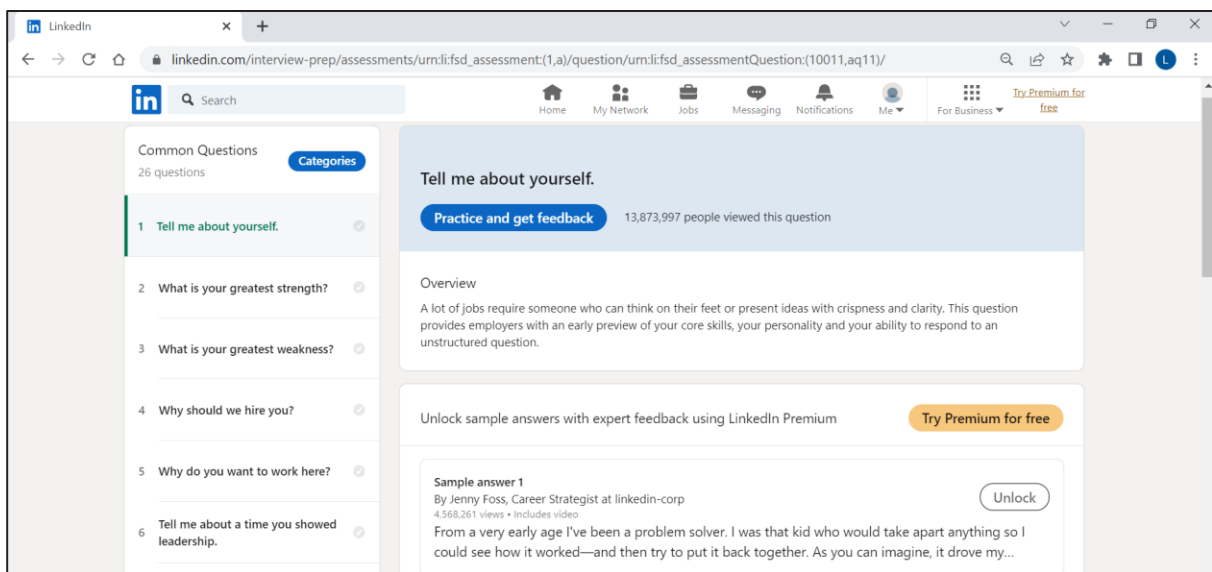 in LinkedIn
linkedin.com/interview-prep/assessments/urn:li:fsd_assessment:(1,a)/question/urn:li:fsd_assessmentQuestion:(10011,aq11)/
L
in
Search
Home
My Network
Jobs
Messaging
Notifications
Me
For Business
Try Premium for
free
Common Questions
26 questions
Categories
1 Tell me about yourself.
2 What is your greatest strength?
3 What is your greatest weakness?
4 Why should we hire you?
5 Why do you want to work here?
6 Tell me about a time you showed
leadership.
Tell me about yourself.
Practice and get feedback
13,873,997 people viewed this question
Overview
A lot of jobs require someone who can think on their feet or present ideas with crispness and clarity. This question
provides employers with an early preview of your core skills, your personality and your ability to respond to an
unstructured question.
Unlock sample answers with expert feedback using LinkedIn Premium
Try Premium for free
Sample answer 1
By Jenny Foss, Career Strategist at linkedin-corp
4,568,261 views • Includes video
Unlock
From a very early age I've been a problem solver. I was that kid who would take apart anything so I
could see how it worked—and then try to put it back together. As you can imagine, it drove my...